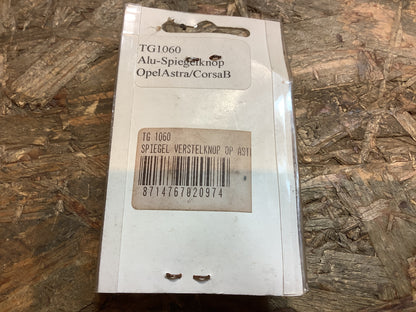 TG1060
Alu-Spiegelknop
OpelAstra/CorsaB
TG 1060
SPIEGEL VERSTELKNOP OP AST
8714767020974